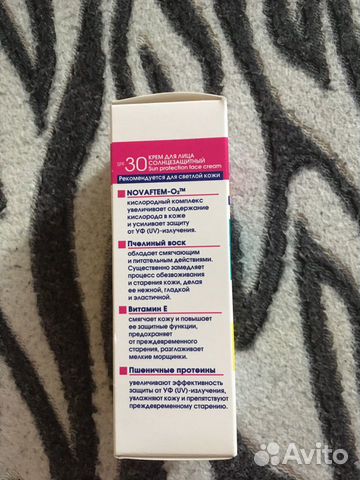 SPF 30 КРЕМ ДЛЯ ЛИЦА
СОЛНЦЕЗАЩИТНЫЙ
Sun protection face cream
Рекомендуется для светлой кожи
NOVAFTEM-O₂™
кислородный комплекс
увеличивает содержание
кислорода в коже
и усиливает защиту
от УФ (UV)-излучения.
Пчелиный воск
обладает смягчающим
и питательным действиями.
Существенно замедляет
процесс обезвоживания
и старения кожи, делая
ее нежной, гладкой
и эластичной.
Витамин Е
смягчает кожу и повышает
ее защитные функции,
предохраняет
от преждевременного
старения, разглаживает
мелкие морщинки.
Пшеничные протеины
увеличивают эффективность
защиты от УФ (UV)-излучения,
увлажняют кожу и препятствуют
преждевременному старению.
Avito